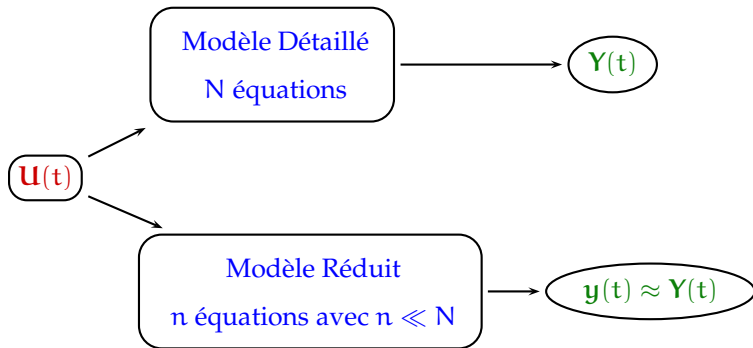 Modèle Détaillé
N équations
Y(t)
U(t)
Modèle Réduit
n équations avec n ≪ N
y(t) ≈ Y(t)